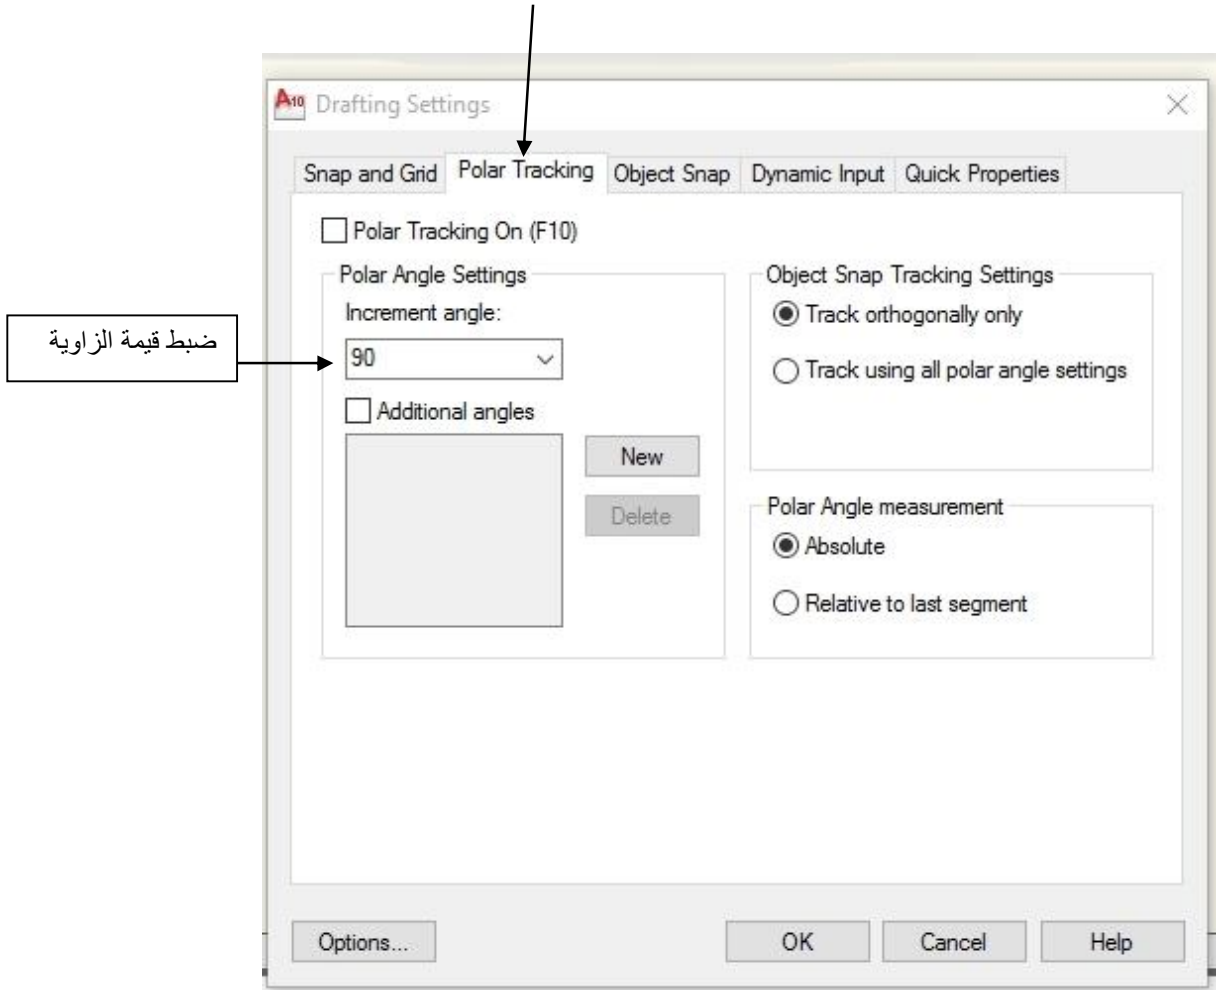 A10 Drafting Settings
Snap and Grid Polar Tracking Object Snap Dynamic Input Quick Properties
Polar Tracking On (F10)
Polar Angle Settings
Increment angle:
90
Additional angles
New
Delete
Object Snap Tracking Settings
Track orthogonally only
Track using all polar angle settings
Polar Angle measurement
Absolute
Relative to last segment
ضبط قيمة الزاوية
Options... OK Cancel Help